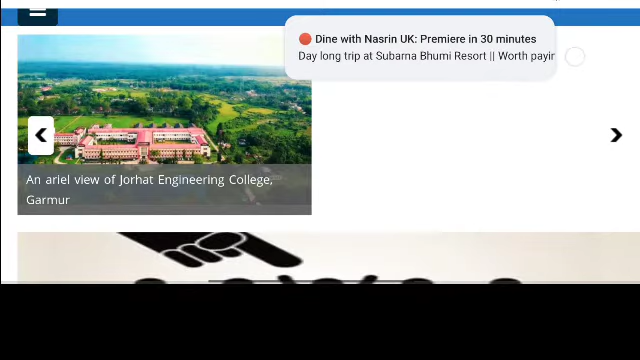 Dine with Nasrin UK: Premiere in 30 minutes
Day long trip at Subarna Bhumi Resort || Worth payin
An ariel view of Jorhat Engineering College,
Garmur